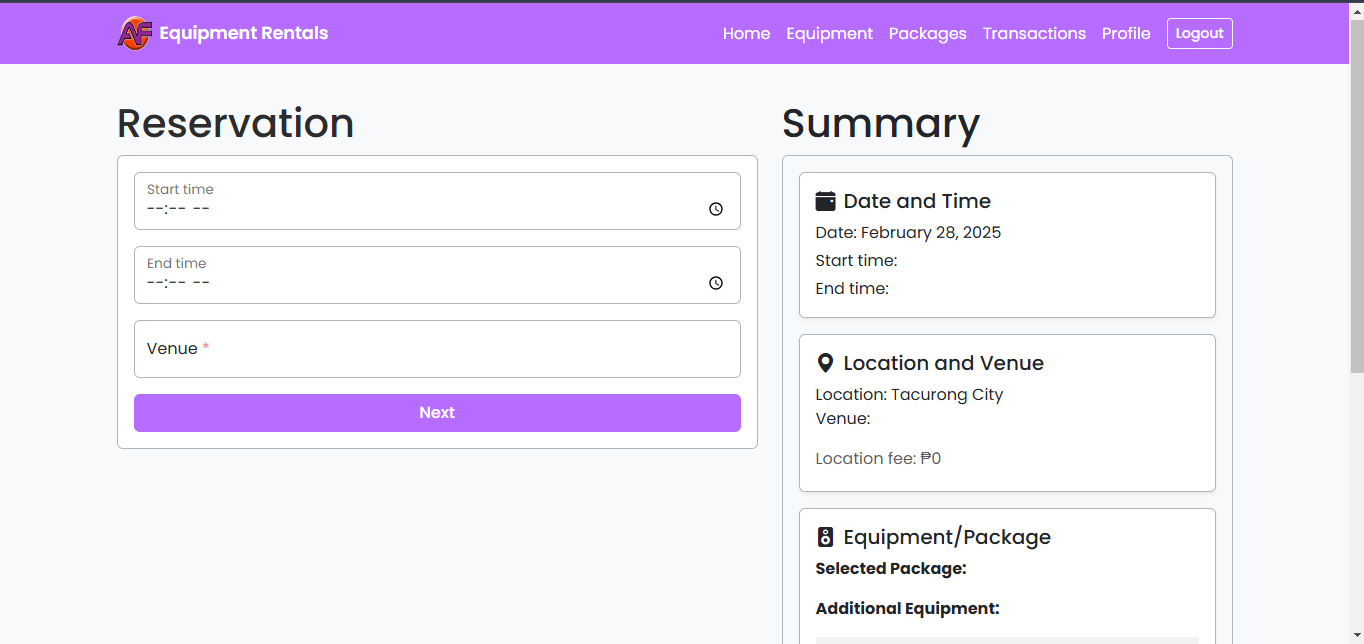 AF Equipment Rentals
Home Equipment Packages Transactions Profile Logout
Reservation
Start time
--:-- --
End time
--:-- --
Venue *
Next
Summary
Date and Time
Date: February 28, 2025
Start time:
End time:
Location and Venue
Location: Tacurong City
Venue:
Location fee: ₱0
Equipment/Package
Selected Package:
Additional Equipment: